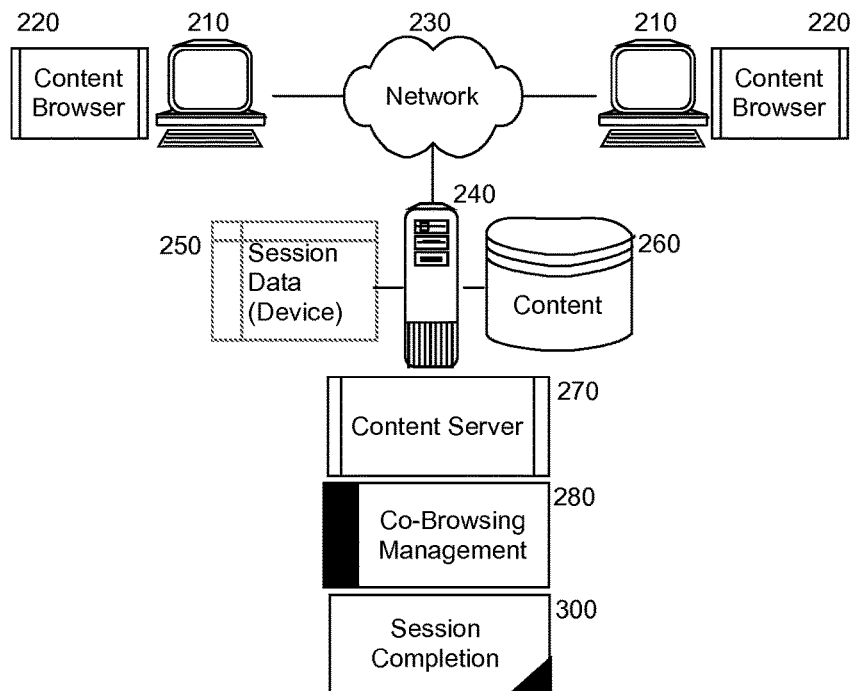 220
210
230
210
220
Content
Browser
Network
Content
Browser
240
250
Session
Data
(Device)
260
Content
270
Content Server
280
Co-Browsing
Management
300
Session
Completion